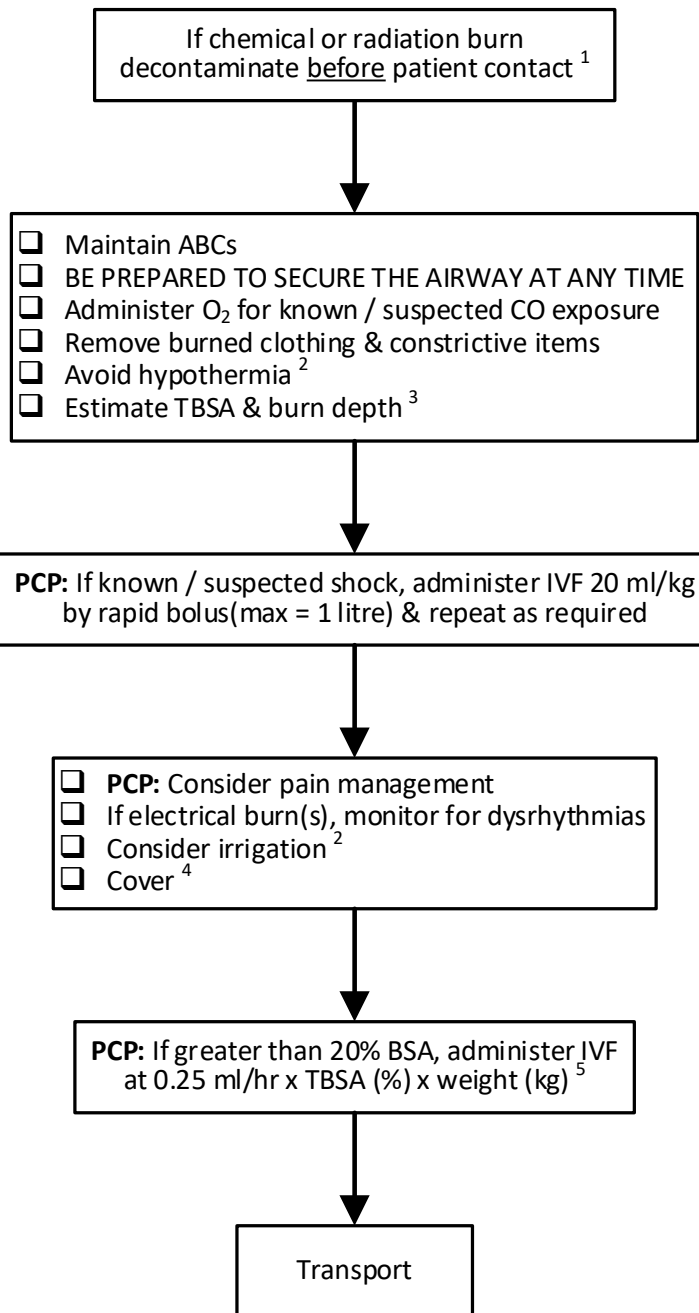 If chemical or radiation burn
decontaminate before patient contact 1
❑ Maintain ABCs
❑ BE PREPARED TO SECURE THE AIRWAY AT ANY TIME
❑ Administer O₂ for known / suspected CO exposure
❑ Remove burned clothing & constrictive items
❑ Avoid hypothermia 2
❑ Estimate TBSA & burn depth 3
PCP: If known / suspected shock, administer IVF 20 ml/kg
by rapid bolus(max = 1 litre) & repeat as required
❑ PCP: Consider pain management
❑ If electrical burn(s), monitor for dysrhythmias
❑ Consider irrigation 2
❑ Cover 4
PCP: If greater than 20% BSA, administer IVF
at 0.25 ml/hr x TBSA (%) x weight (kg) 5
Transport